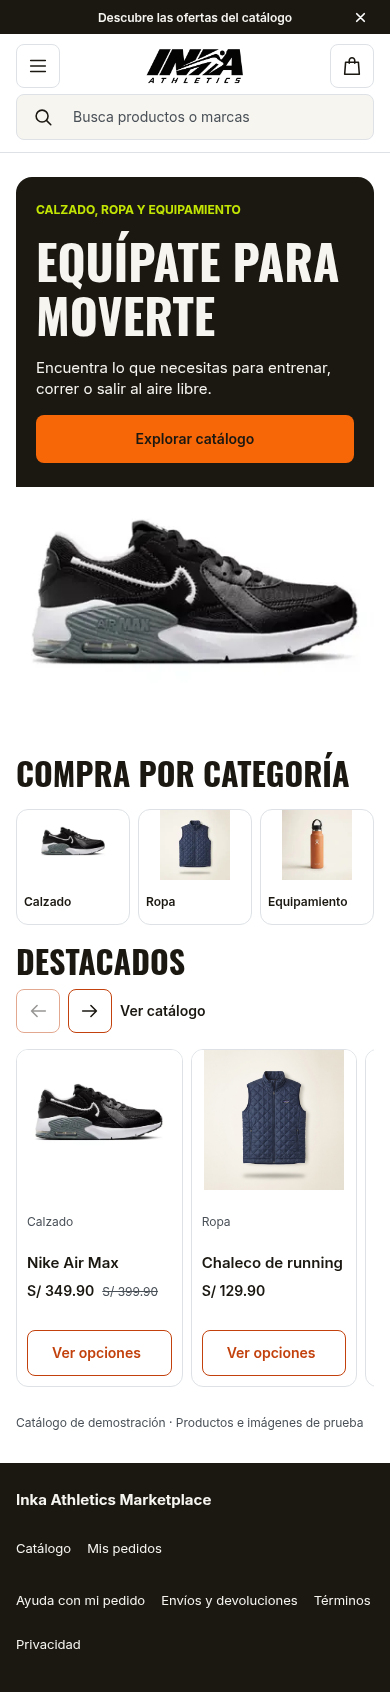 Descubre las ofertas del catálogo
INKA
ATHLETICS
Busca productos o marcas
CALZADO, ROPA Y EQUIPAMIENTO
EQUÍPATE PARA
MOVERTE
Encuentra lo que necesitas para entrenar,
correr o salir al aire libre.
Explorar catálogo
AIR MAX
COMPRA POR CATEGORÍA
Calzado
Ropa
Equipamiento
DESTACADOS
Ver catálogo
Calzado
Nike Air Max
S/ 349.90 S/ 399.90
Ver opciones
Ropa
Chaleco de running
S/ 129.90
Ver opciones
Catálogo de demostración · Productos e imágenes de prueba
Inka Athletics Marketplace
Catálogo Mis pedidos
Ayuda con mi pedido Envíos y devoluciones Términos
Privacidad